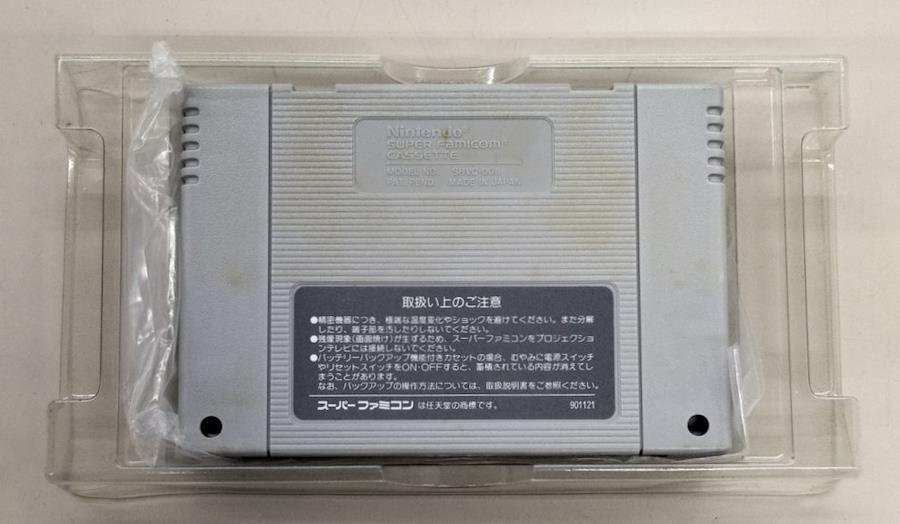 Nintendo®
SUPER Famicom®
CASSETTE
MODEL NO. SHVC-006
PAT. PEND. MADE IN JAPAN
取扱い上のご注意
●精密機器につき、極端な温度変化やショックを避けてください。また分解
したり、端子部を汚したりしないでください。
●残像現象(画面焼け)が生ずるため、スーパーファミコンをプロジェクション
テレビには接続しないでください。
●バッテリーバックアップ機能付きカセットの場合、むやみに電源スイッチ
やリセットスイッチをON・OFFすると、蓄積されている内容が消えてし
まうことがあります。
なお、バックアップの操作方法については、取扱説明書をご参照ください。
スーパーファミコン は任天堂の商標です。 901121